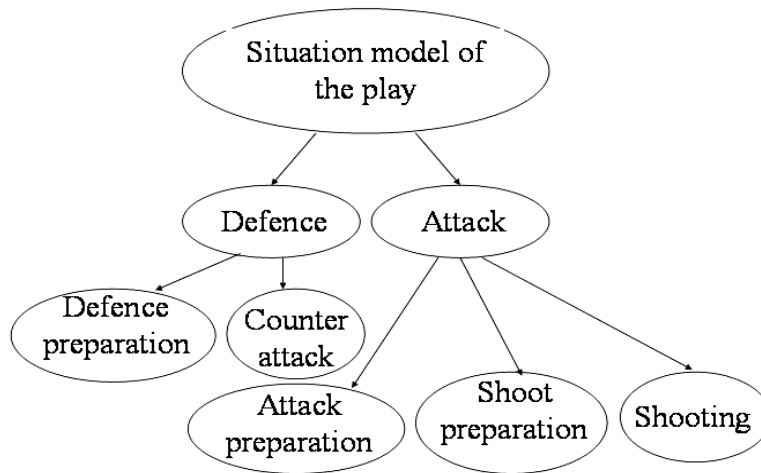 Situation model of
the play
Defence
Attack
Defence
preparation
Counter
attack
Attack
preparation
Shoot
preparation
Shooting